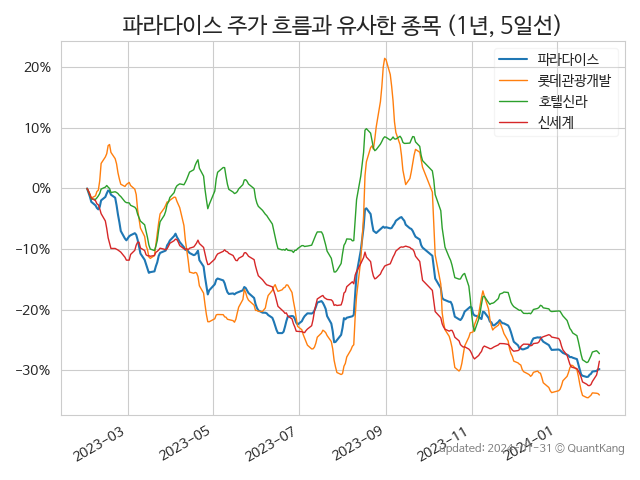 파라다이스 주가 흐름과 유사한 종목 (1년, 5일선)
파라다이스
롯데관광개발
호텔신라
신세계
20%
10%
0%
−10%
−20%
−30%
2023-03
2023-05
2023-07
2023-09
2023-11
2024-01
updated: 2024-01-31 © QuantKang